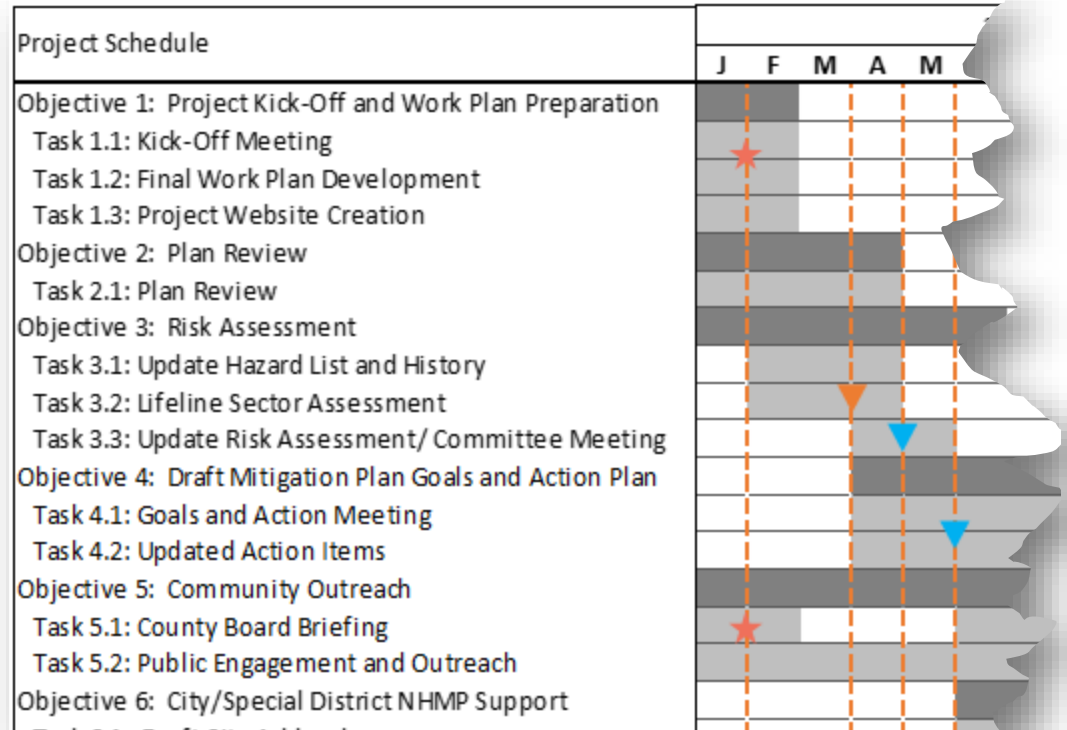 Project Schedule
J F M A M
Objective 1: Project Kick-Off and Work Plan Preparation
Task 1.1: Kick-Off Meeting
Task 1.2: Final Work Plan Development
Task 1.3: Project Website Creation
Objective 2: Plan Review
Task 2.1: Plan Review
Objective 3: Risk Assessment
Task 3.1: Update Hazard List and History
Task 3.2: Lifeline Sector Assessment
Task 3.3: Update Risk Assessment/ Committee Meeting
Objective 4: Draft Mitigation Plan Goals and Action Plan
Task 4.1: Goals and Action Meeting
Task 4.2: Updated Action Items
Objective 5: Community Outreach
Task 5.1: County Board Briefing
Task 5.2: Public Engagement and Outreach
Objective 6: City/Special District NHMP Support